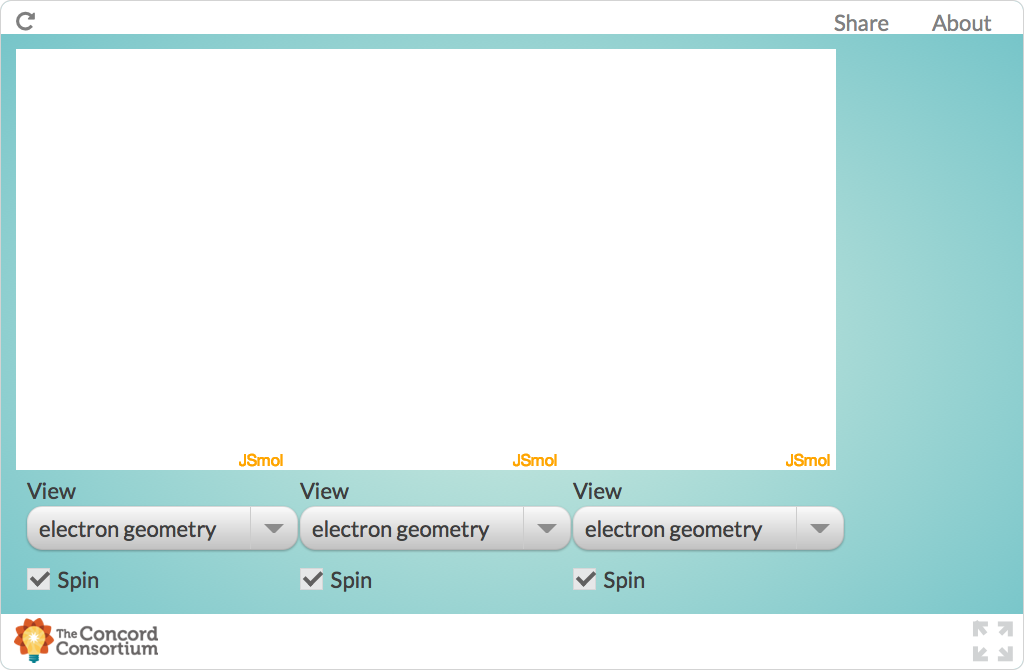 Share About
JSmol JSmol JSmol
View View View
electron geometry electron geometry electron geometry
Spin Spin Spin
The Concord
Consortium